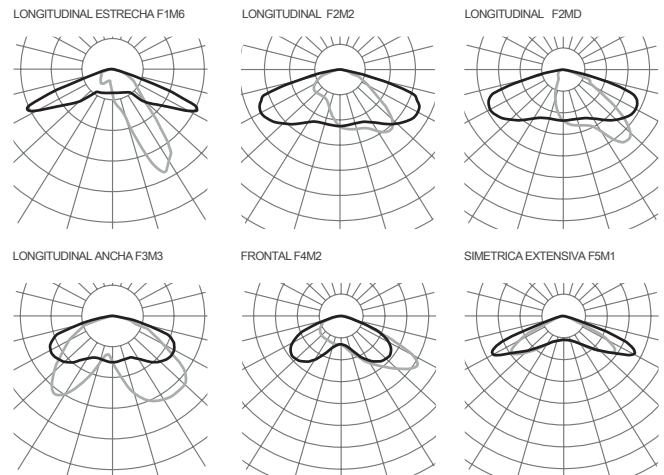 LONGITUDINAL ESTRECHA F1M6
LONGITUDINAL F2M2
LONGITUDINAL F2MD
LONGITUDINAL ANCHA F3M3
FRONTAL F4M2
SIMETRICA EXTENSIVA F5M1